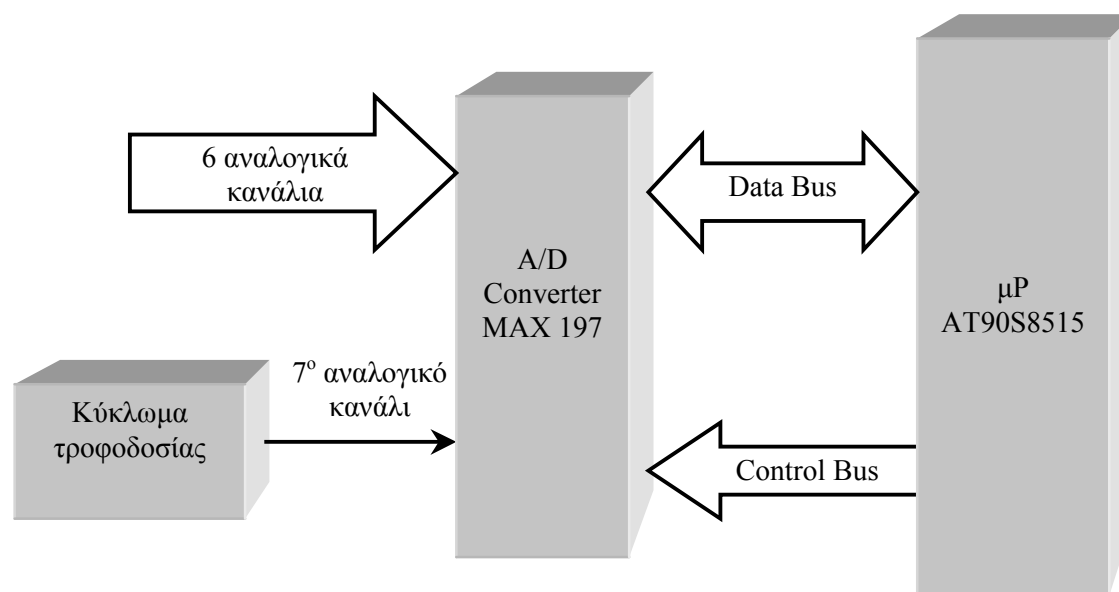 6 αναλογικά
κανάλια
A/D
Converter
MAX 197
Data Bus
μP
AT90S8515
7ο αναλογικό
κανάλι
Κύκλωμα
τροφοδοσίας
Control Bus